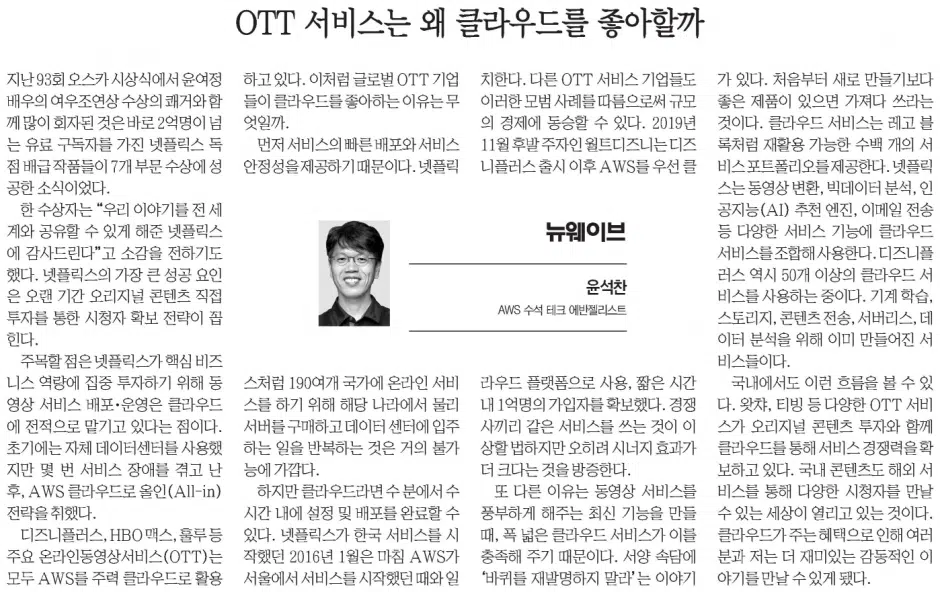 OTT 서비스는 왜 클라우드를 좋아할까
지난 93회 오스카 시상식에서 윤여정
배우의 여우조연상 수상의 쾌거와 함
께 많이 회자된 것은 바로 2억명이 넘
는 유료 구독자를 가진 넷플릭스 독
점 배급 작품들이 7개 부문 수상에 성
공한 소식이었다.
한 수상자는 “우리 이야기를 전 세
계와 공유할 수 있게 해준 넷플릭스
에 감사드린다”고 소감을 전하기도
했다. 넷플릭스의 가장 큰 성공 요인
은 오랜 기간 오리지널 콘텐츠 직접
투자를 통한 시청자 확보 전략이 꼽
힌다.
주목할 점은 넷플릭스가 핵심 비즈
니스 역량에 집중 투자하기 위해 동
영상 서비스 배포·운영은 클라우드
에 전적으로 맡기고 있다는 점이다.
초기에는 자체 데이터센터를 사용했
지만 몇 번 서비스 장애를 겪고 난
후, AWS 클라우드로 올인(All-in)
전략을 취했다.
디즈니플러스, HBO 맥스, 훌루 등
주요 온라인동영상서비스(OTT)는
모두 AWS를 주력 클라우드로 활용
하고 있다. 이처럼 글로벌 OTT 기업
들이 클라우드를 좋아하는 이유는 무
엇일까.
먼저 서비스의 빠른 배포와 서비스
안정성을 제공하기 때문이다. 넷플릭
스처럼 190여개 국가에 온라인 서비
스를 하기 위해 해당 나라에서 물리
서버를 구매하고 데이터 센터에 입주
하는 일을 반복하는 것은 거의 불가
능에 가깝다.
하지만 클라우드라면 수 분에서 수
시간 내에 설정 및 배포를 완료할 수
있다. 넷플릭스가 한국 서비스를 시
작했던 2016년 1월은 마침 AWS가
서울에서 서비스를 시작했던 때와 일
치한다. 다른 OTT 서비스 기업들도
이러한 모범 사례를 따름으로써 규모
의 경제에 동승할 수 있다. 2019년
11월 후발 주자인 월트디즈니는 디즈
니플러스 출시 이후 AWS를 우선 클
라우드 플랫폼으로 사용, 짧은 시간
내 1억명의 가입자를 확보했다. 경쟁
사끼리 같은 서비스를 쓰는 것이 이
상할 법하지만 오히려 시너지 효과가
더 크다는 것을 방증한다.
또 다른 이유는 동영상 서비스를
풍부하게 해주는 최신 기능을 만들
때, 폭 넓은 클라우드 서비스가 이를
충족해 주기 때문이다. 서양 속담에
‘바퀴를 재발명하지 말라’는 이야기
가 있다. 처음부터 새로 만들기보다
좋은 제품이 있으면 가져다 쓰라는
것이다. 클라우드 서비스는 레고 블
록처럼 재활용 가능한 수백 개의 서
비스 포트폴리오를 제공한다. 넷플릭
스는 동영상 변환, 빅데이터 분석, 인
공지능(AI) 추천 엔진, 이메일 전송
등 다양한 서비스 기능에 클라우드
서비스를 조합해 사용한다. 디즈니플
러스 역시 50개 이상의 클라우드 서
비스를 사용하는 중이다. 기계 학습,
스토리지, 콘텐츠 전송, 서버리스, 데
이터 분석을 위해 이미 만들어진 서
비스들이다.
국내에서도 이런 흐름을 볼 수 있
다. 왓챠, 티빙 등 다양한 OTT 서비
스가 오리지널 콘텐츠 투자와 함께
클라우드를 통해 서비스 경쟁력을 확
보하고 있다. 국내 콘텐츠도 해외 서
비스를 통해 다양한 시청자를 만날
수 있는 세상이 열리고 있는 것이다.
클라우드가 주는 혜택으로 인해 여러
분과 저는 더 재미있는 감동적인 이
야기를 만날 수 있게 됐다.
뉴웨이브
윤석찬
AWS 수석 테크 에반젤리스트